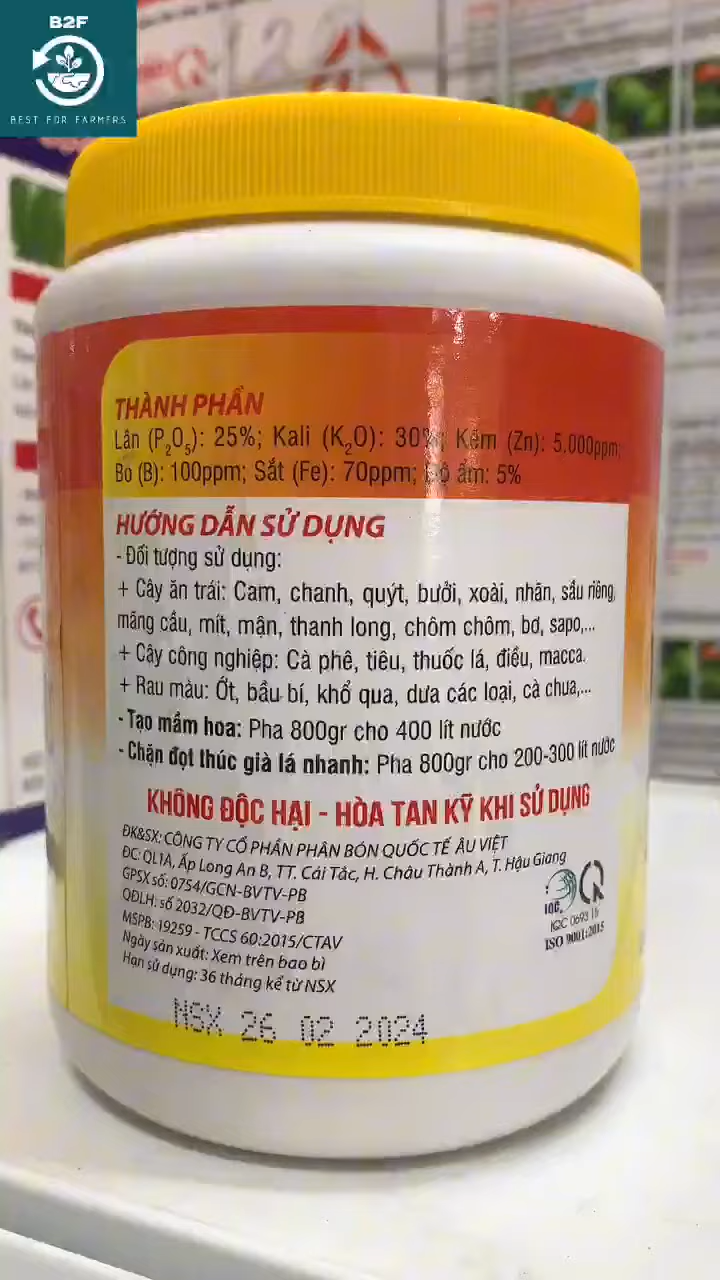 B2F
BEST FOR FARMERS
THÀNH PHẦN
Lân (P₂O₅): 25%; Kali (K₂O): 30%; Kẽm (Zn): 5.000ppm;
Bo (B): 100ppm; Sắt (Fe): 70ppm; Độ ẩm: 5%
HƯỚNG DẪN SỬ DỤNG
- Đối tượng sử dụng:
+ Cây ăn trái: Cam, chanh, quýt, bưởi, xoài, nhãn, sầu riêng,
mãng cầu, mít, mận, thanh long, chôm chôm, bơ, sapo,...
+ Cây công nghiệp: Cà phê, tiêu, thuốc lá, điều, macca.
+ Rau màu: Ớt, bầu bí, khổ qua, dưa các loại, cà chua,...
- Tạo mầm hoa: Pha 800gr cho 400 lít nước
- Chặn đọt thúc già lá nhanh: Pha 800gr cho 200-300 lít nước
KHÔNG ĐỘC HẠI - HÒA TAN KỸ KHI SỬ DỤNG
ĐK&SX: CÔNG TY CỔ PHẦN PHÂN BÓN QUỐC TẾ ÂU VIỆT
ĐC: QL1A, Ấp Long An B, TT. Cái Tắc, H. Châu Thành A, T. Hậu Giang
GPSX số: 0754/GCN-BVTV-PB
QĐLH: số 2032/QĐ-BVTV-PB
MSPB: 19259 - TCCS 60:2015/CTAV
Ngày sản xuất: Xem trên bao bì
Hạn sử dụng: 36 tháng kể từ NSX
IQC
IQC 0693 16
ISO 9001:2015
NSX 26 02 2024